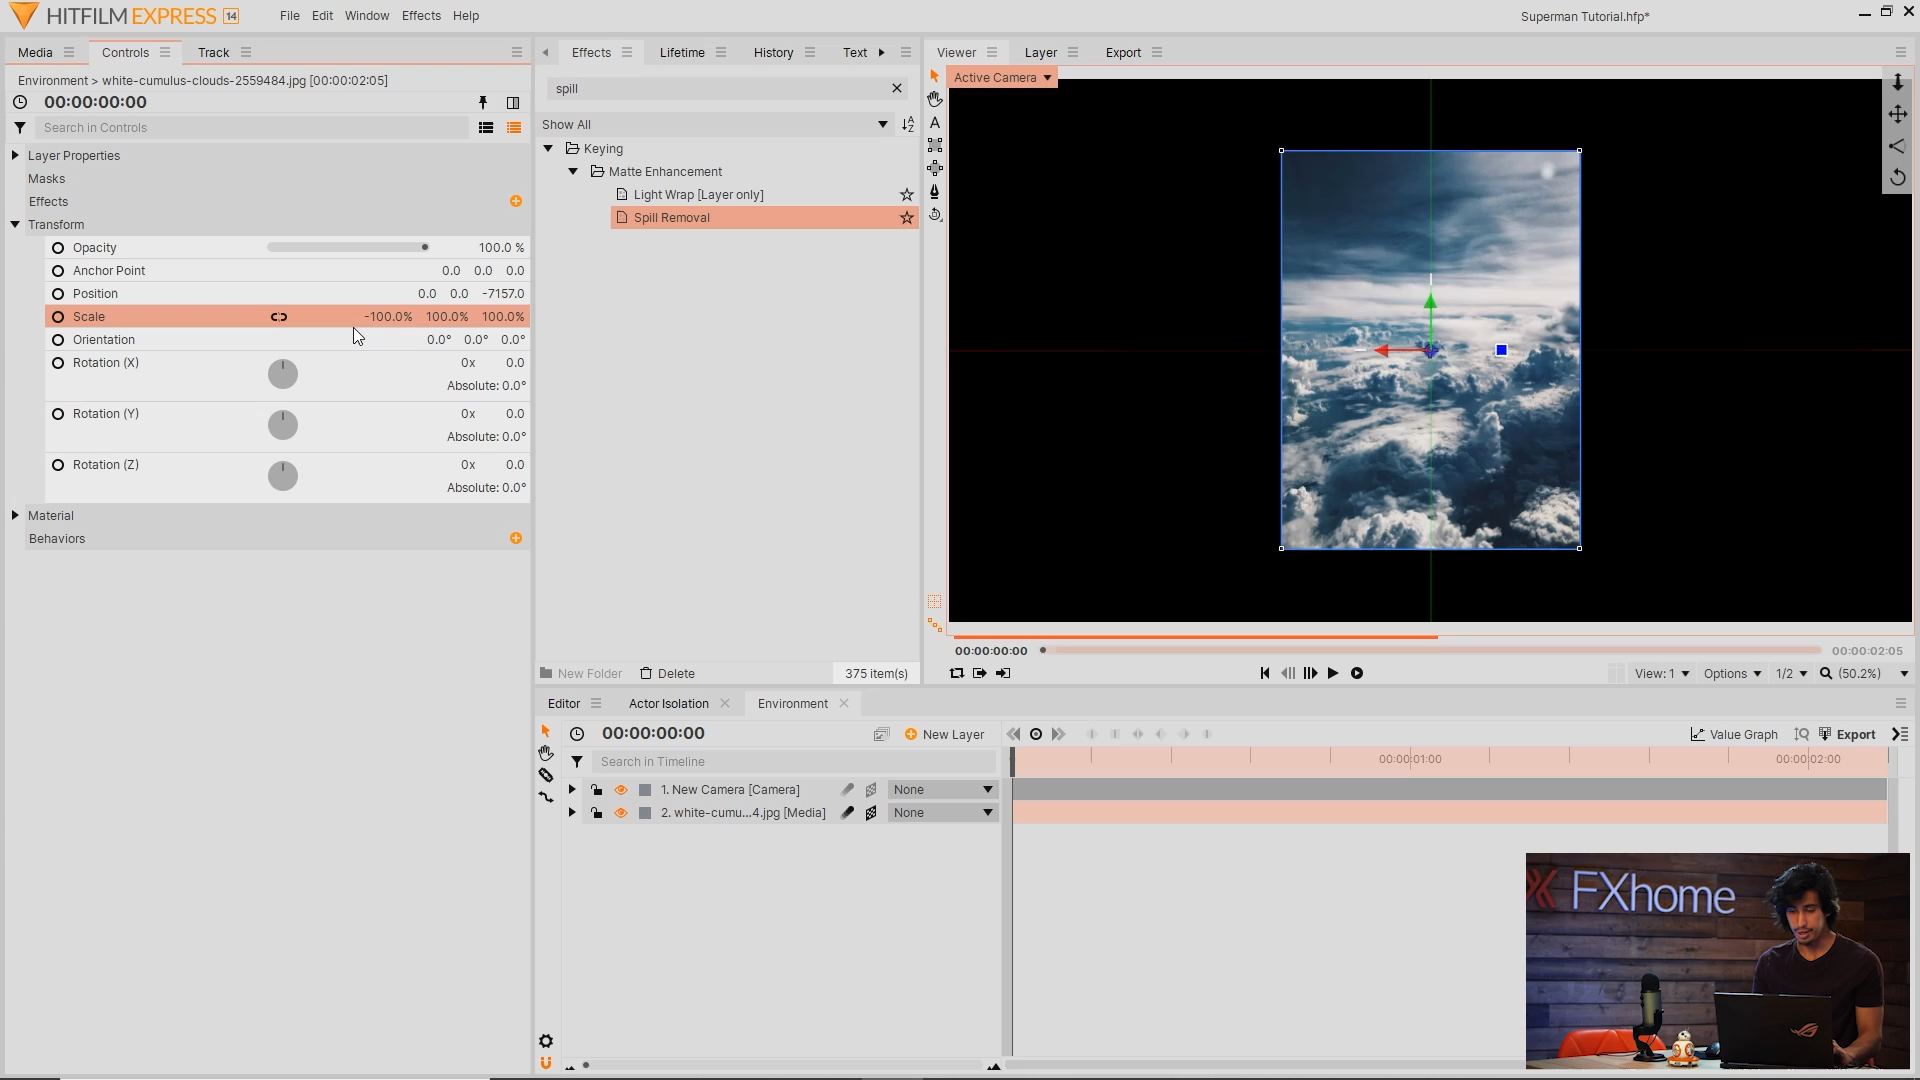 HITFILM EXPRESS 14
File Edit Window Effects Help
Superman Tutorial.hfp*
Media Controls Track
Environment > white-cumulus-clouds-2559484.jpg [00:00:02:05]
00:00:00:00
Search in Controls
Layer Properties
Masks
Effects
Transform
Opacity 100.0 %
Anchor Point 0.0 0.0 0.0
Position 0.0 0.0 -7157.0
Scale -100.0% 100.0% 100.0%
Orientation 0.0° 0.0° 0.0°
Rotation (X) 0x 0.0
Absolute: 0.0°
Rotation (Y) 0x 0.0
Absolute: 0.0°
Rotation (Z) 0x 0.0
Absolute: 0.0°
Material
Behaviors
Effects Lifetime History Text
spill
Show All
Keying
Matte Enhancement
Light Wrap [Layer only]
Spill Removal
New Folder Delete 375 item(s)
Viewer Layer Export
Active Camera
A
00:00:00:00 00:00:02:05
View: 1 Options 1/2 (50.2%)
Editor Actor Isolation Environment
00:00:00:00 New Layer Value Graph Export
Search in Timeline
00:00:01:00 00:00:02:00
1. New Camera [Camera] None
2. white-cumu...4.jpg [Media] None
FXhome